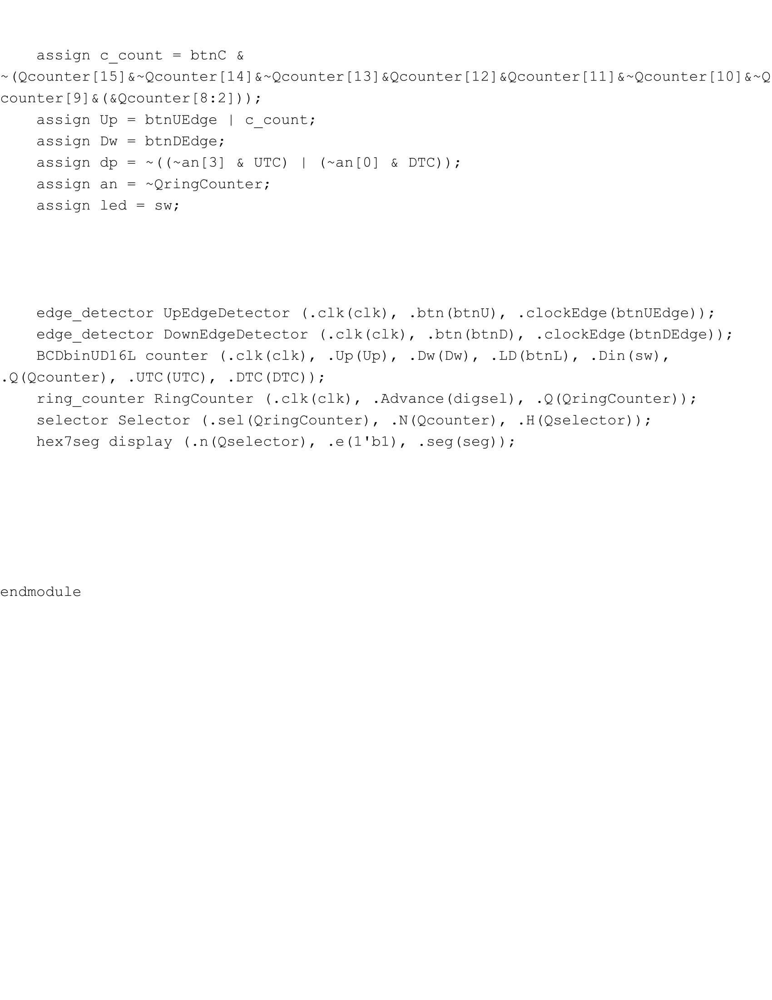 assign c_count = btnC &
~(Qcounter[15]&~Qcounter[14]&~Qcounter[13]&Qcounter[12]&Qcounter[11]&~Qcounter[10]&~Q
counter[9]&(&Qcounter[8:2]));
assign Up = btnUEdge | c_count;
assign Dw = btnDEdge;
assign dp = ~((~an[3] & UTC) | (~an[0] & DTC));
assign an = ~QringCounter;
assign led = sw;
edge_detector UpEdgeDetector (.clk(clk), .btn(btnU), .clockEdge(btnUEdge));
edge_detector DownEdgeDetector (.clk(clk), .btn(btnD), .clockEdge(btnDEdge));
BCDbinUD16L counter (.clk(clk), .Up(Up), .Dw(Dw), .LD(btnL), .Din(sw),
.Q(Qcounter), .UTC(UTC), .DTC(DTC));
ring_counter RingCounter (.clk(clk), .Advance(digsel), .Q(QringCounter));
selector Selector (.sel(QringCounter), .N(Qcounter), .H(Qselector));
hex7seg display (.n(Qselector), .e(1'b1), .seg(seg));
endmodule